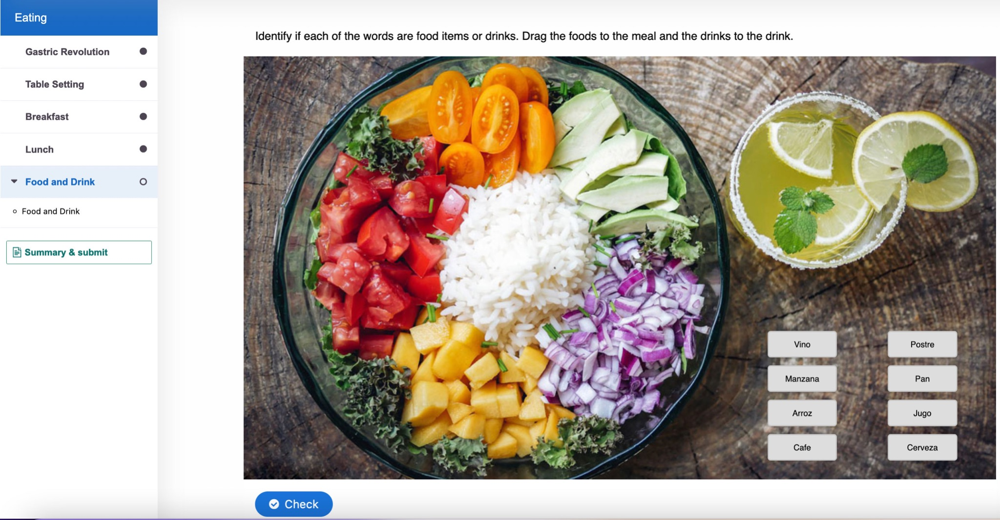 Eating
Gastric Revolution
Table Setting
Breakfast
Lunch
Food and Drink
Food and Drink
Summary & submit
Identify if each of the words are food items or drinks. Drag the foods to the meal and the drinks to the drink.
Vino
Postre
Manzana
Pan
Arroz
Jugo
Cafe
Cerveza
Check